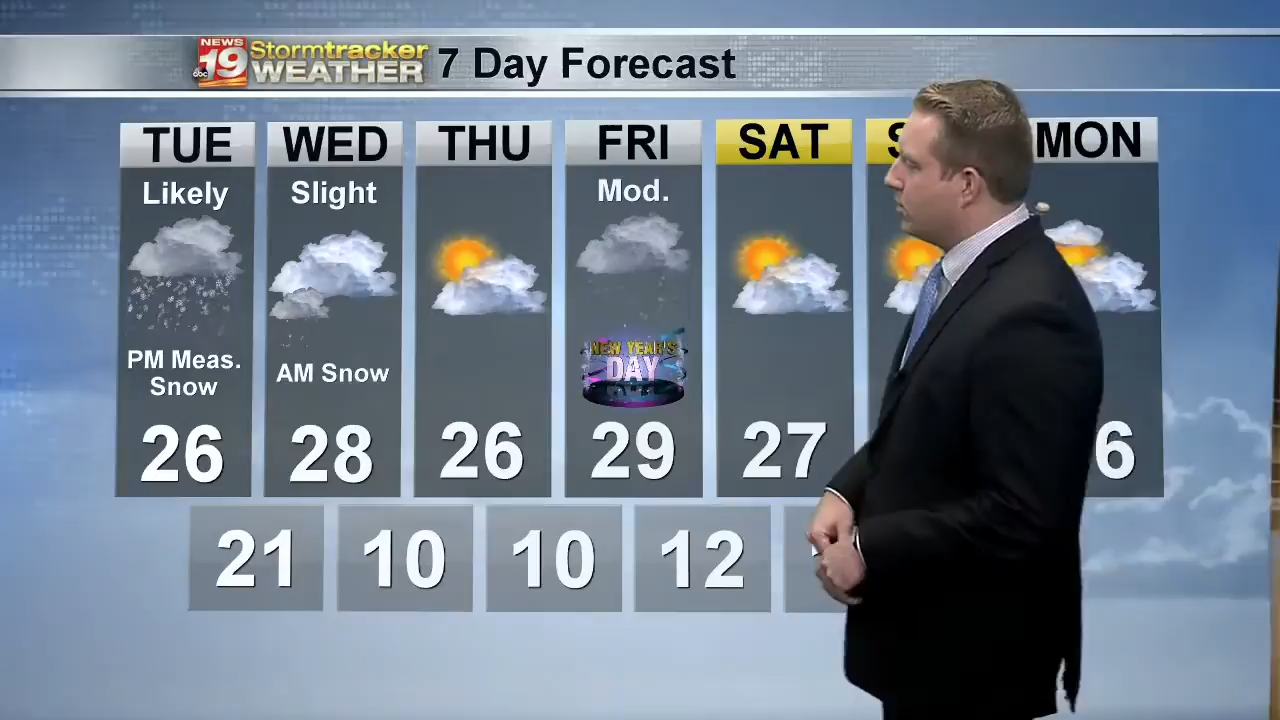 NEWS
abc 19
Stormtracker
WEATHER
7 Day Forecast
TUE WED THU FRI SAT MON
Likely Slight Mod.
NEW YEAR'S
DAY
PM Meas.
Snow
AM Snow
26 28 26 29 27
21 10 10 12